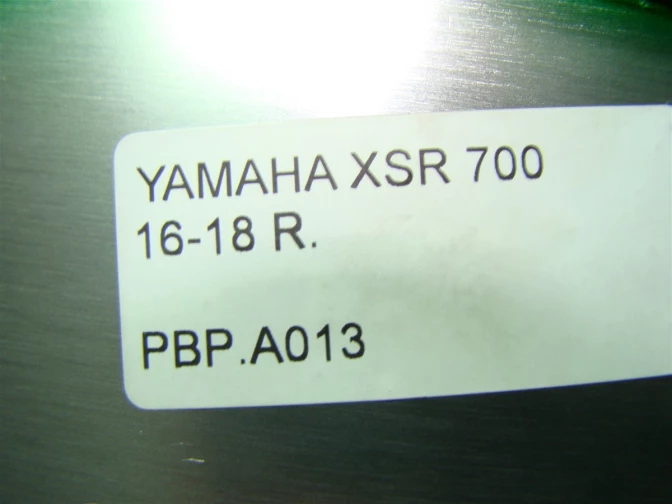 YAMAHA XSR 700
16-18 R.
PBP.A013